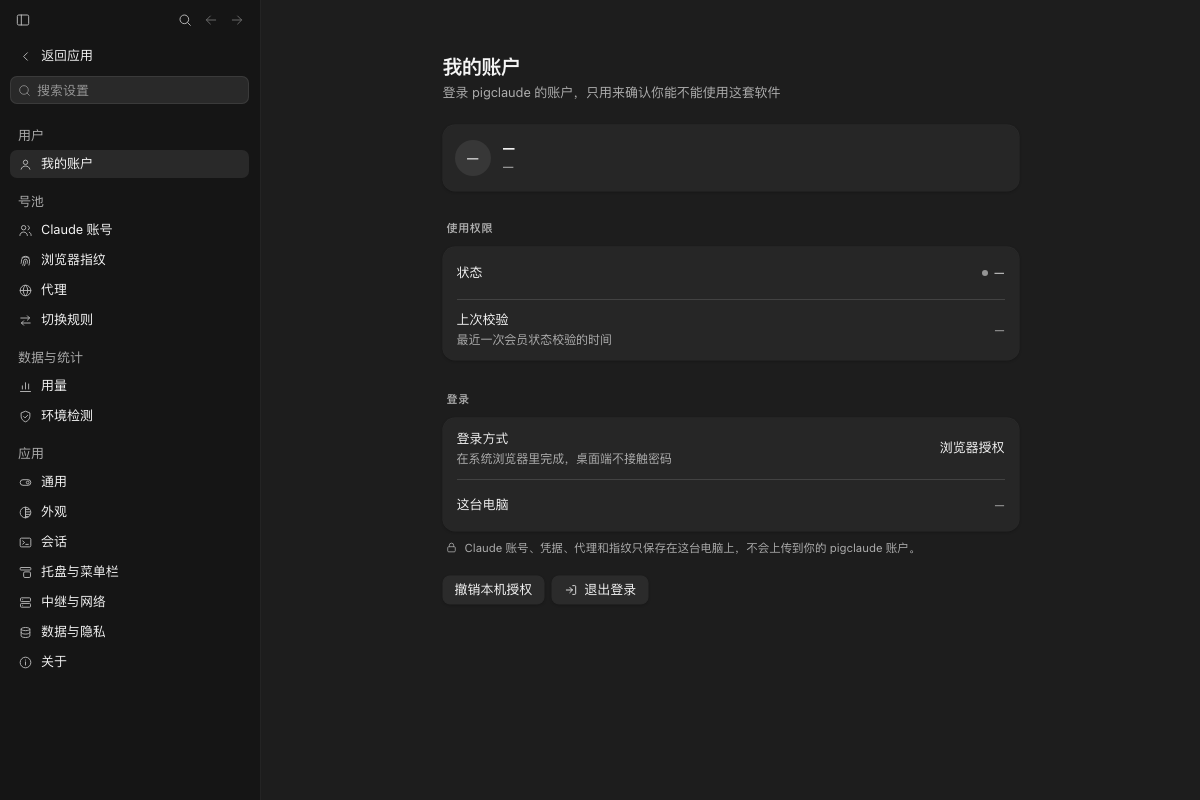 返回应用
搜索设置
用户
我的账户
号池
Claude 账号
浏览器指纹
代理
切换规则
数据与统计
用量
环境检测
应用
通用
外观
会话
托盘与菜单栏
中继与网络
数据与隐私
关于
我的账户
登录 pigclaude 的账户，只用来确认你能不能使用这套软件
—
—
—
使用权限
状态
—
上次校验
最近一次会员状态校验的时间
—
登录
登录方式
在系统浏览器里完成，桌面端不接触密码
浏览器授权
这台电脑
—
Claude 账号、凭据、代理和指纹只保存在这台电脑上，不会上传到你的 pigclaude 账户。
撤销本机授权
退出登录